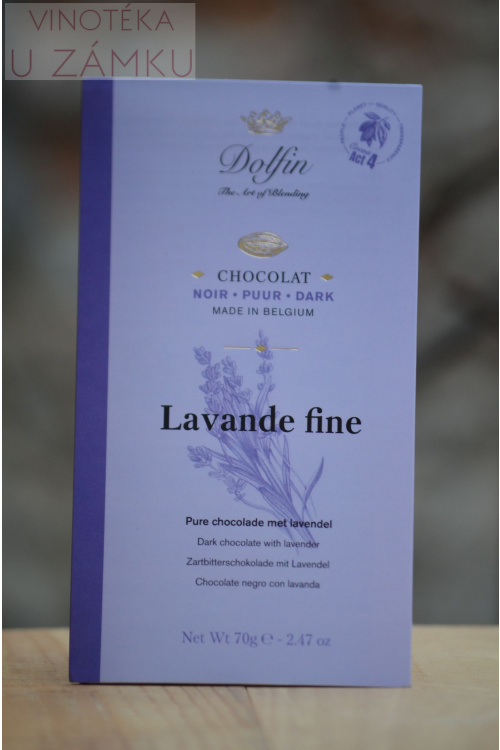 VINOTÉKA
U ZÁMKU
Dolfin
The Art of Blending
Act 4
CHOCOLAT
NOIR • PUUR • DARK
MADE IN BELGIUM
Lavande fine
Pure chocolade met lavendel
Dark chocolate with lavender
Zartbitterschokolade mit Lavendel
Chocolate negro con lavanda
Net Wt 70g ℮ - 2.47 oz